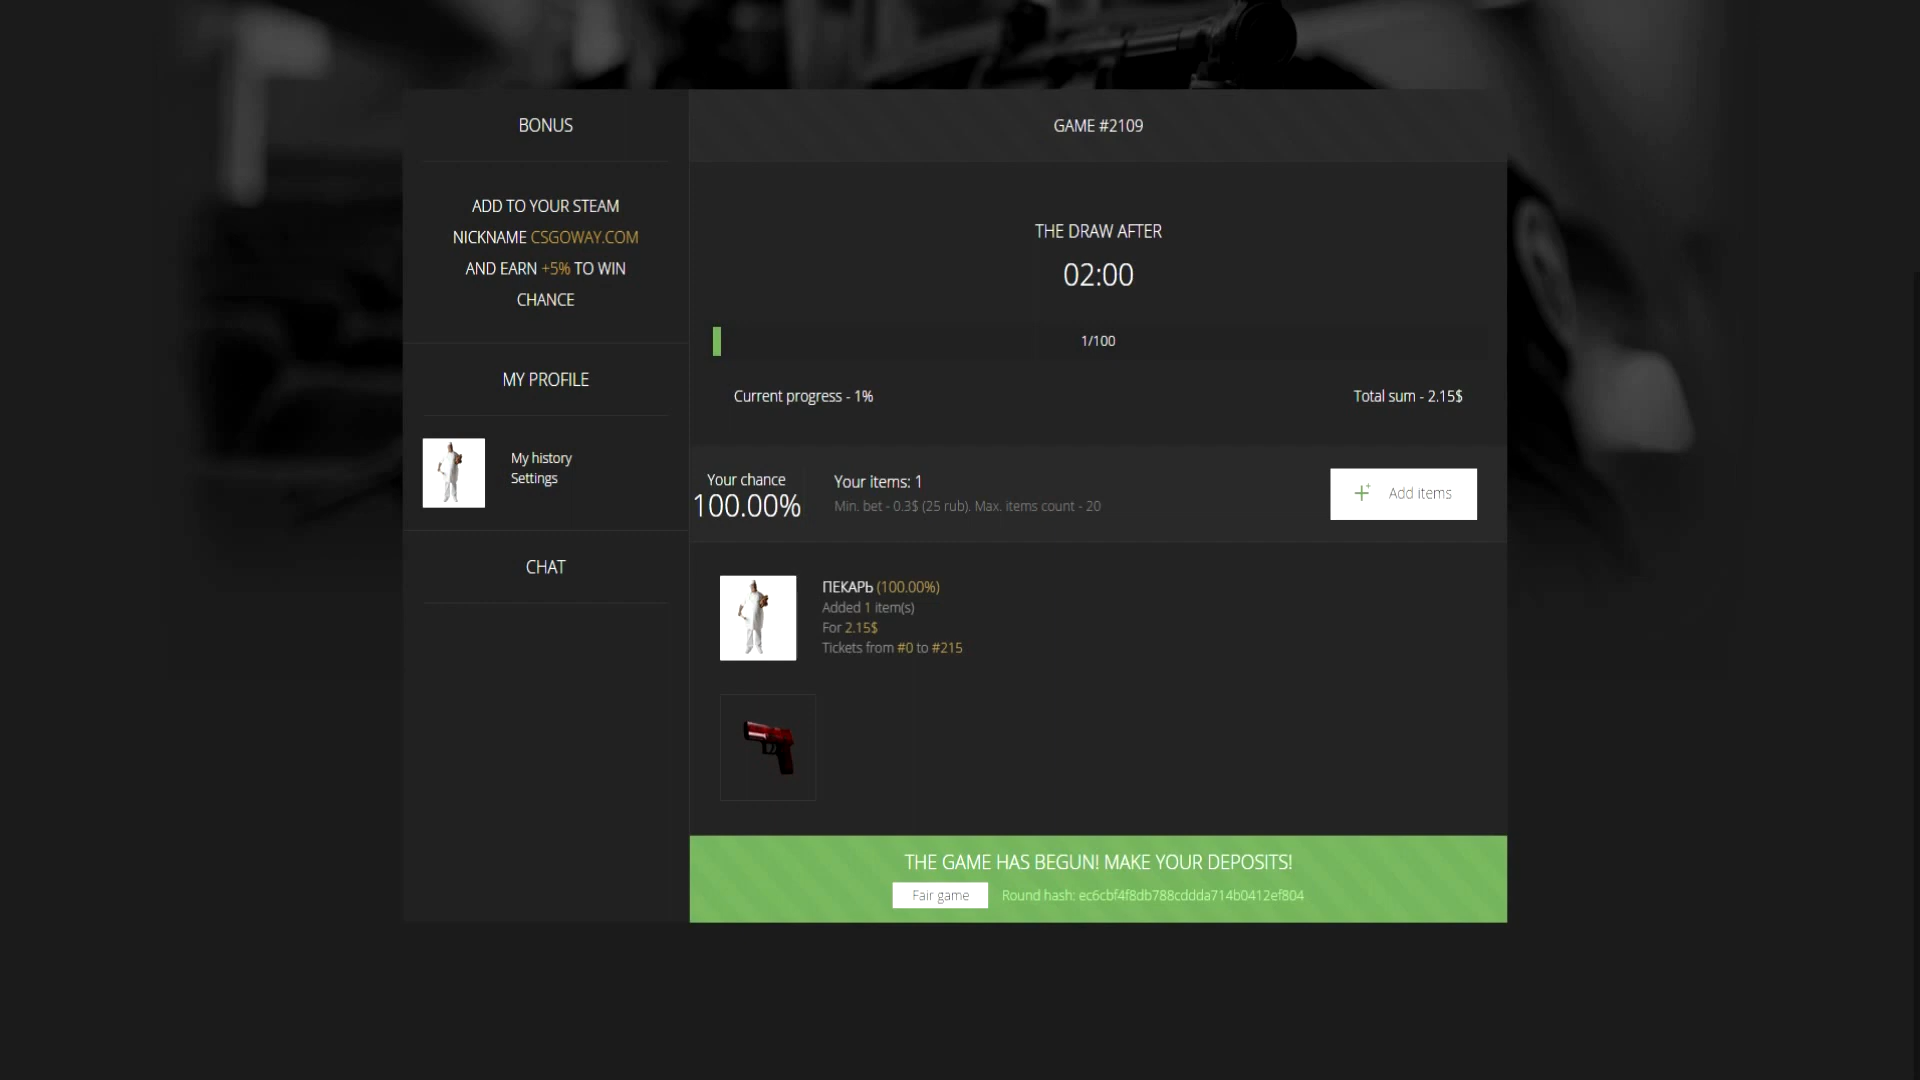 BONUS
ADD TO YOUR STEAM
NICKNAME CSGOWAY.COM
AND EARN +5% TO WIN
CHANCE
MY PROFILE
My history
Settings
CHAT
GAME #2109
THE DRAW AFTER
02:00
1/100
Current progress - 1%
Total sum - 2.15$
Your chance
100.00%
Your items: 1
Min. bet - 0.3$ (25 rub). Max. items count - 20
Add items
ПЕКАРЬ (100.00%)
Added 1 item(s)
For 2.15$
Tickets from #0 to #215
THE GAME HAS BEGUN! MAKE YOUR DEPOSITS!
Fair game
Round hash: ec6cbf4f8db788cddda714b0412ef804